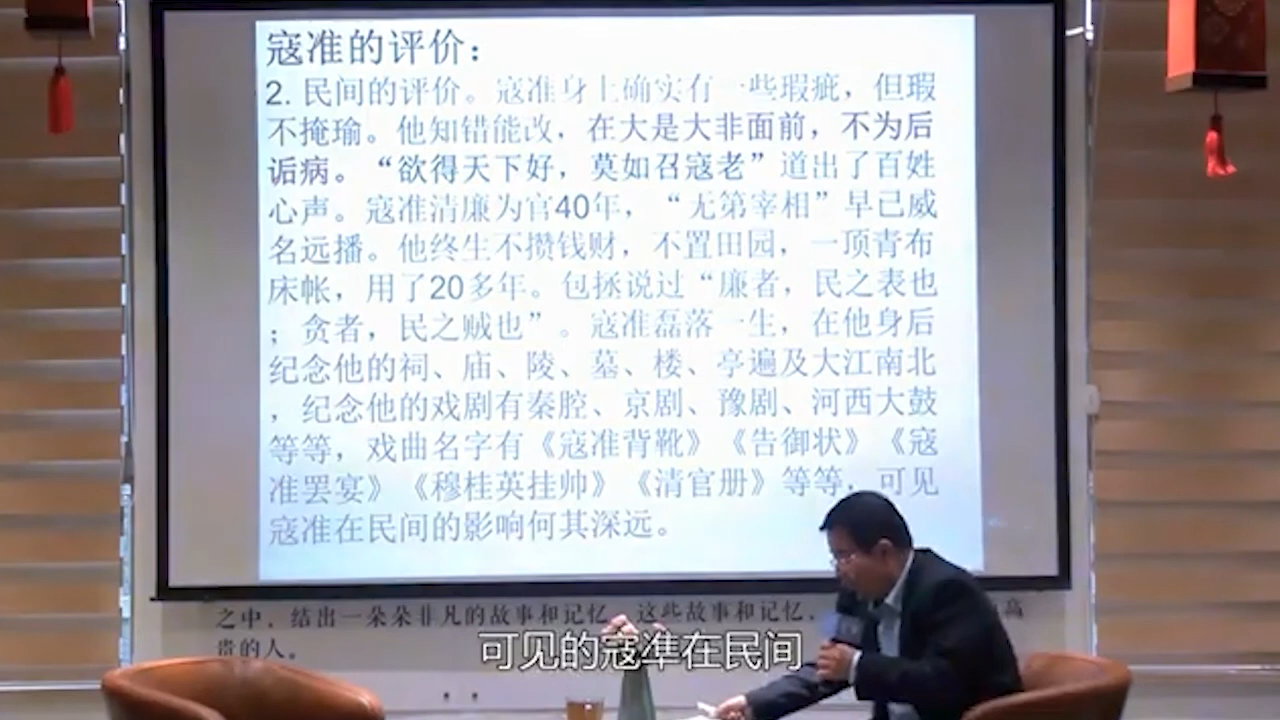 寇准的评价：
2. 民间的评价。寇准身上确实有一些瑕疵，但瑕
不掩瑜。他知错能改，在大是大非面前，不为后
诟病。“欲得天下好，莫如召寇老”道出了百姓
心声。寇准清廉为官40年，“无第宰相”早已威
名远播。他终生不攒钱财，不置田园，一顶青布
床帐，用了20多年。包拯说过“廉者，民之表也
；贪者，民之贼也”。寇准磊落一生，在他身后
纪念他的祠、庙、陵、墓、楼、亭遍及大江南北
，纪念他的戏剧有秦腔、京剧、豫剧、河西大鼓
等等，戏曲名字有《寇准背靴》《告御状》《寇
准罢宴》《穆桂英挂帅》《清官册》等等，可见
寇准在民间的影响何其深远。
之中，结出一朵朵非凡的故事和记忆，这些故事和记忆，高
贵的人。
可见的寇準在民间